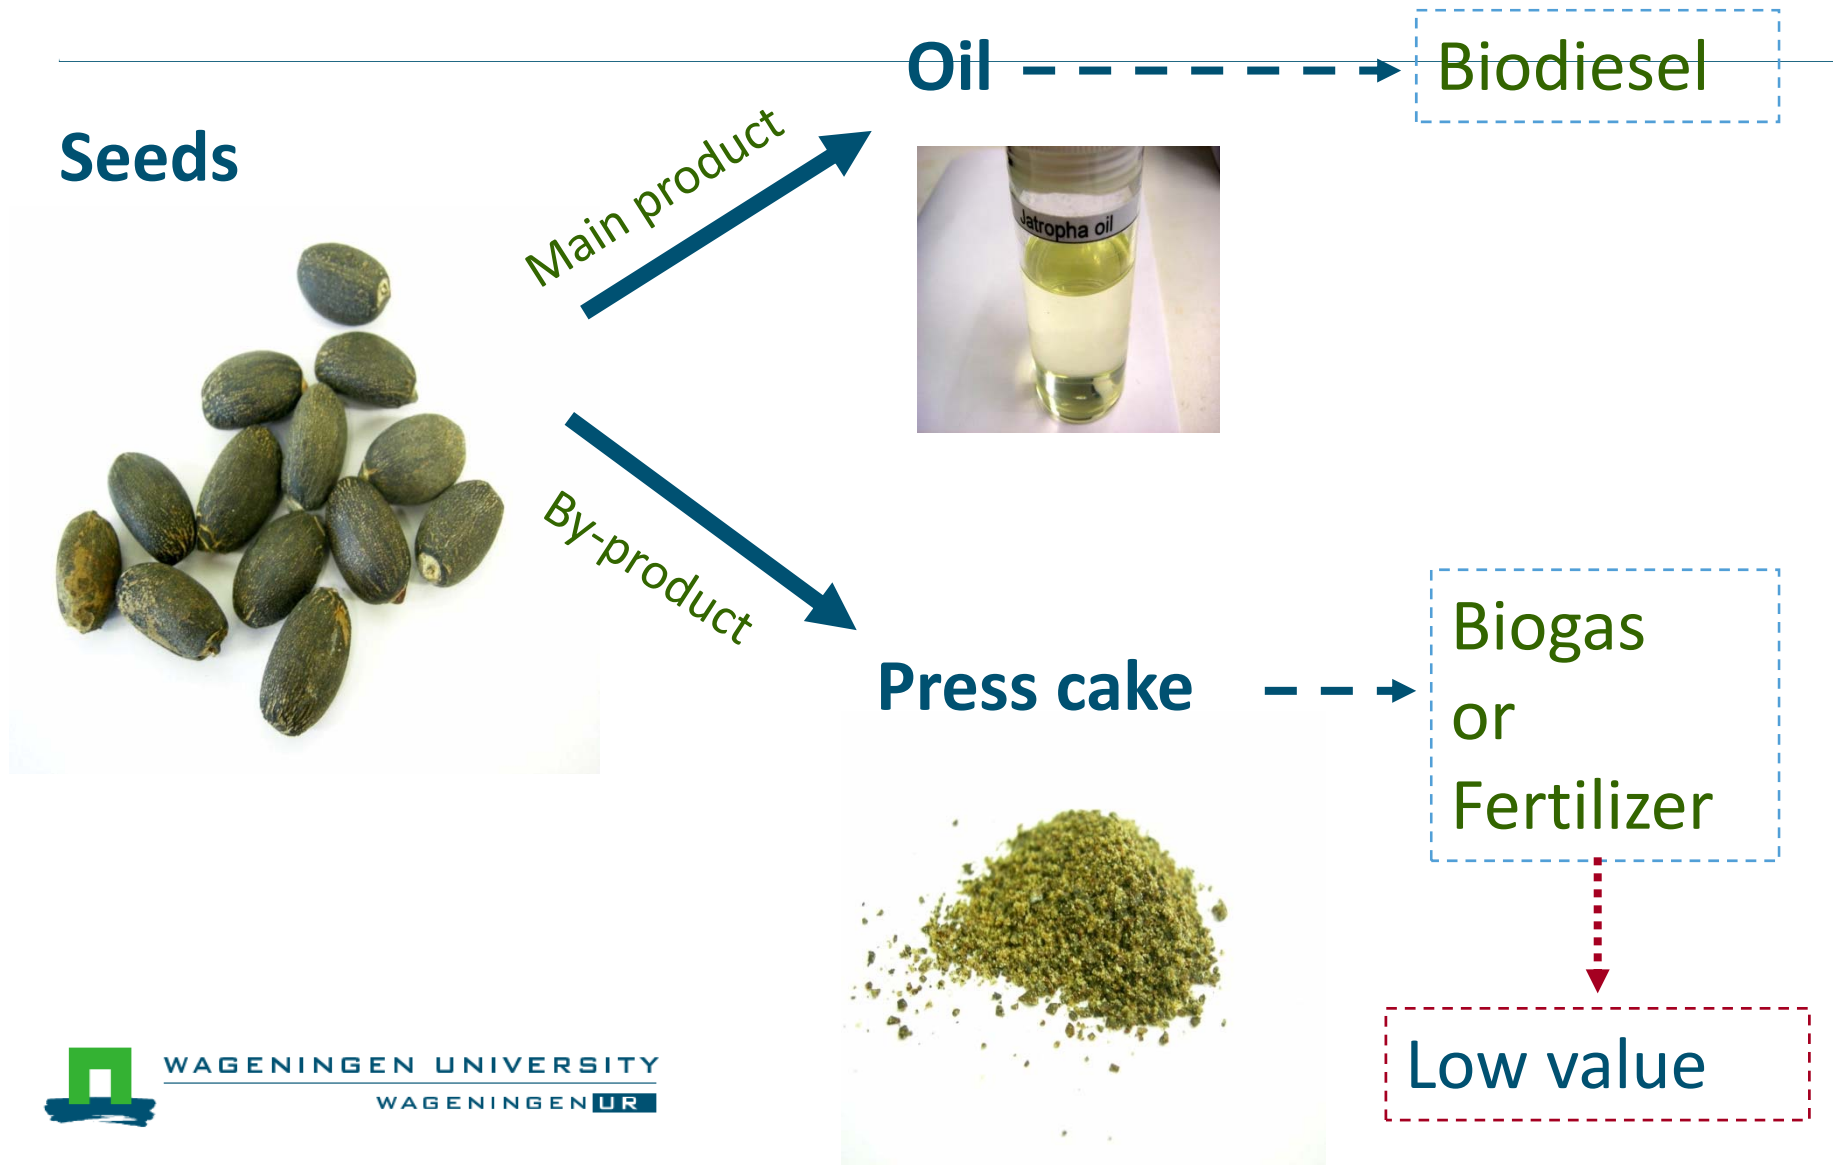 Oil
Biodiesel
Seeds
Main product
Jatropha oil
By-product
Press cake
Biogas
or
Fertilizer
Low value
WAGENINGEN UNIVERSITY
WAGENINGEN UR